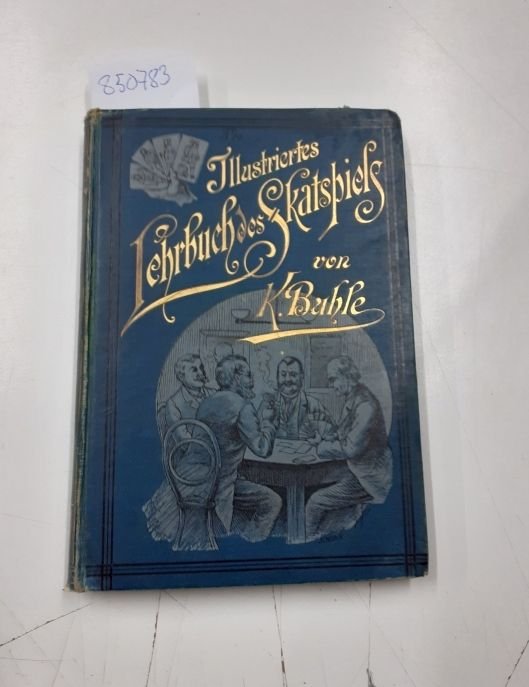 850783
Illustriertes
Lehrbuch des Skatspiels
von
K. Buhle